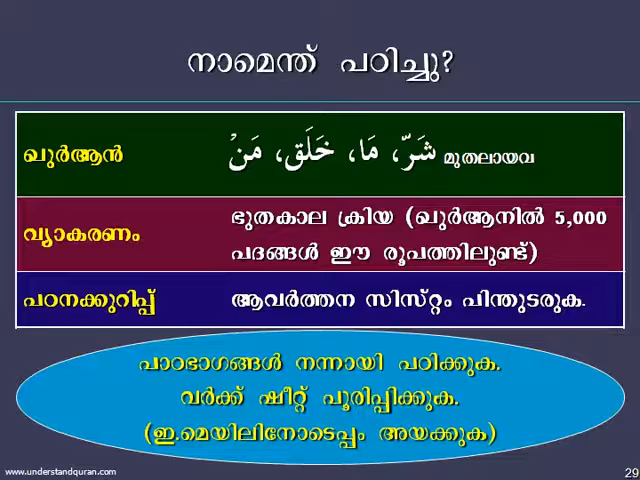 നാമെന്ത് പഠിച്ചു?
ഖുർആൻ
شَرّ، مَا، خَلَق، مَنْ മുതലായവ
വ്യാകരണം
ഭുതകാല ക്രിയ (ഖുർആനിൽ 5,000
പദങ്ങൾ ഈ രൂപത്തിലുണ്ട്)
പഠനക്കുറിപ്പ്
ആവർത്തന സിസ്റ്റം പിന്തുടരുക.
പാഠഭാഗങ്ങൾ നന്നായി പഠിക്കുക.
വർക്ക് ഷീറ്റ് പൂരിപ്പിക്കുക.
(ഇ.മെയിലിനോടെപ്പം അയക്കുക)
www.understandquran.com
29